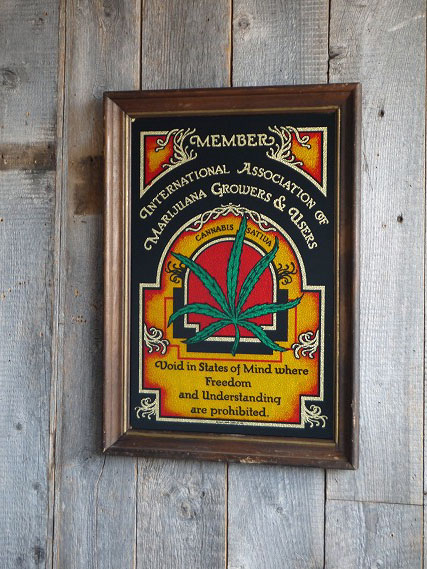 MEMBER
INTERNATIONAL ASSOCIATION OF
MARIJUANA GROWERS & USERS
CANNABIS SATIDA
Void in States of Mind where
Freedom
and Understanding
are prohibited.